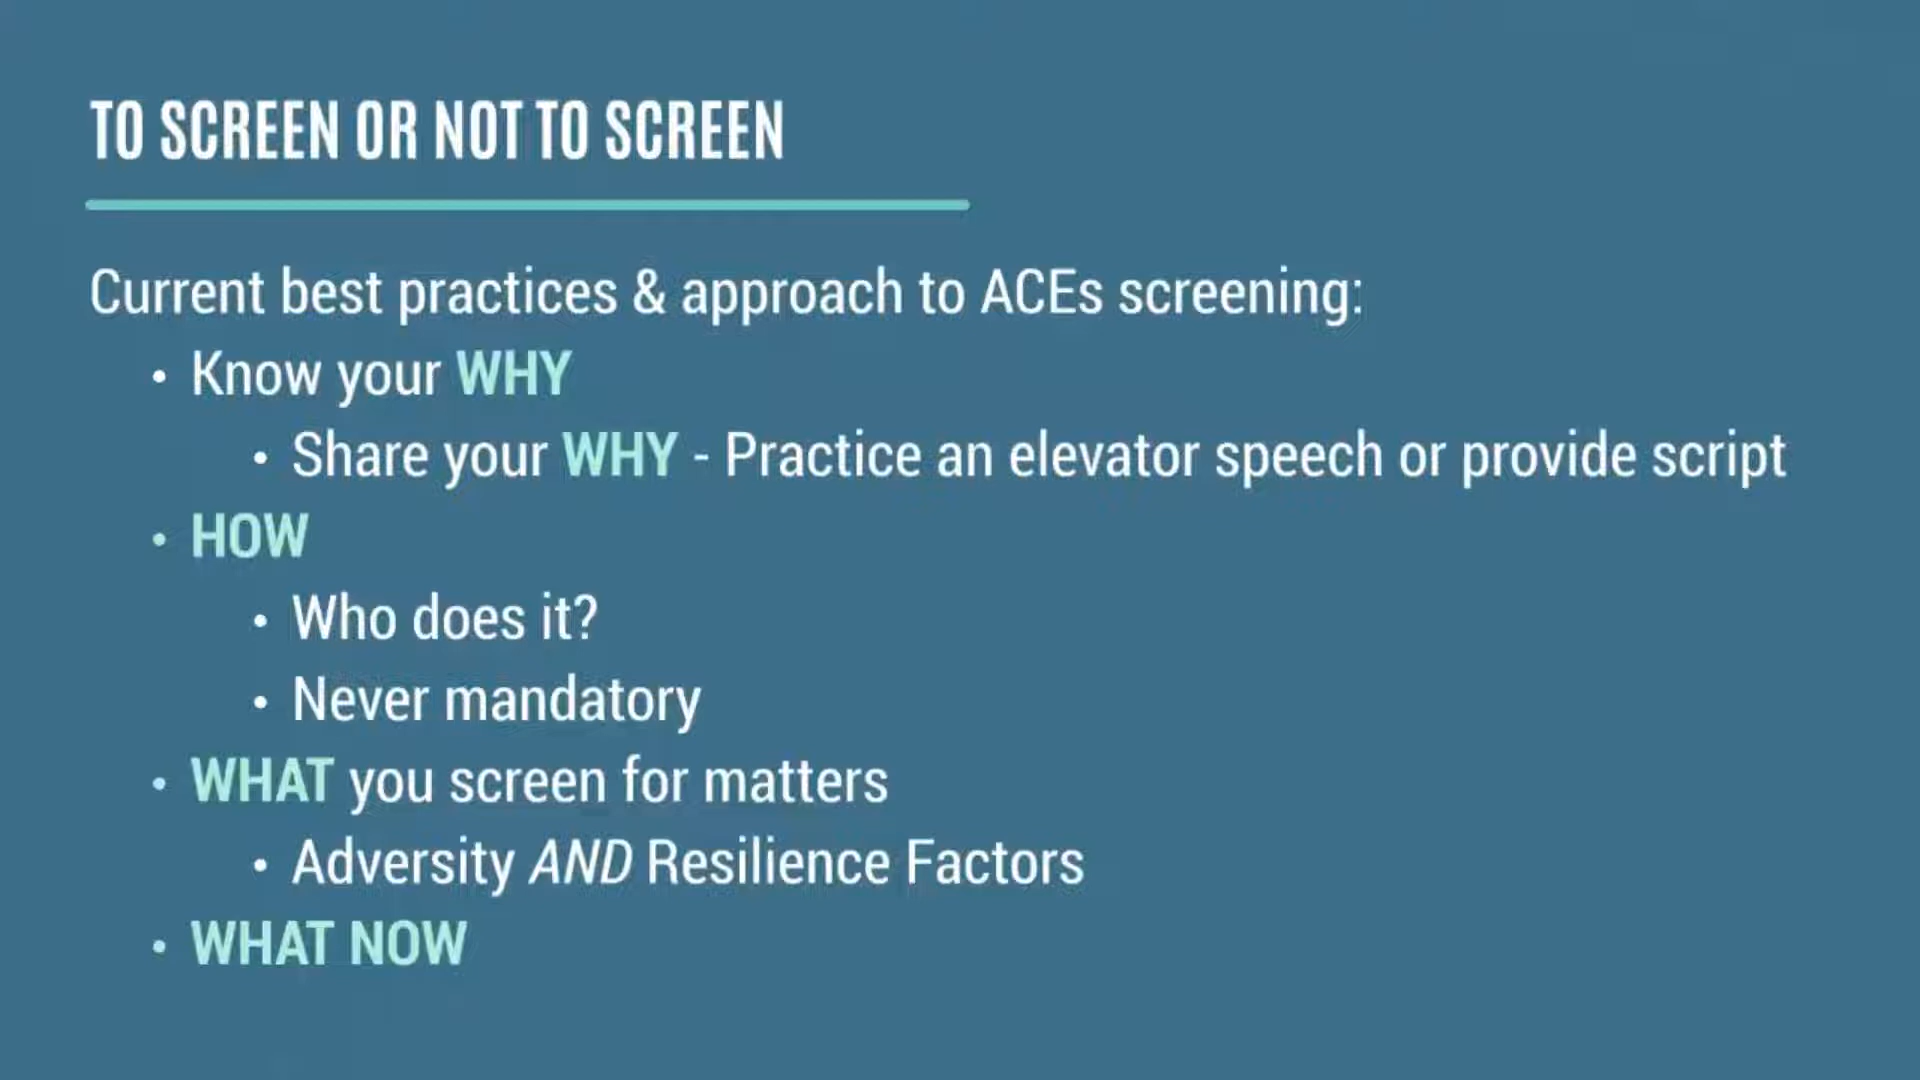 TO SCREEN OR NOT TO SCREEN
Current best practices & approach to ACEs screening:
• Know your WHY
• Share your WHY - Practice an elevator speech or provide script
• HOW
• Who does it?
• Never mandatory
• WHAT you screen for matters
• Adversity AND Resilience Factors
• WHAT NOW